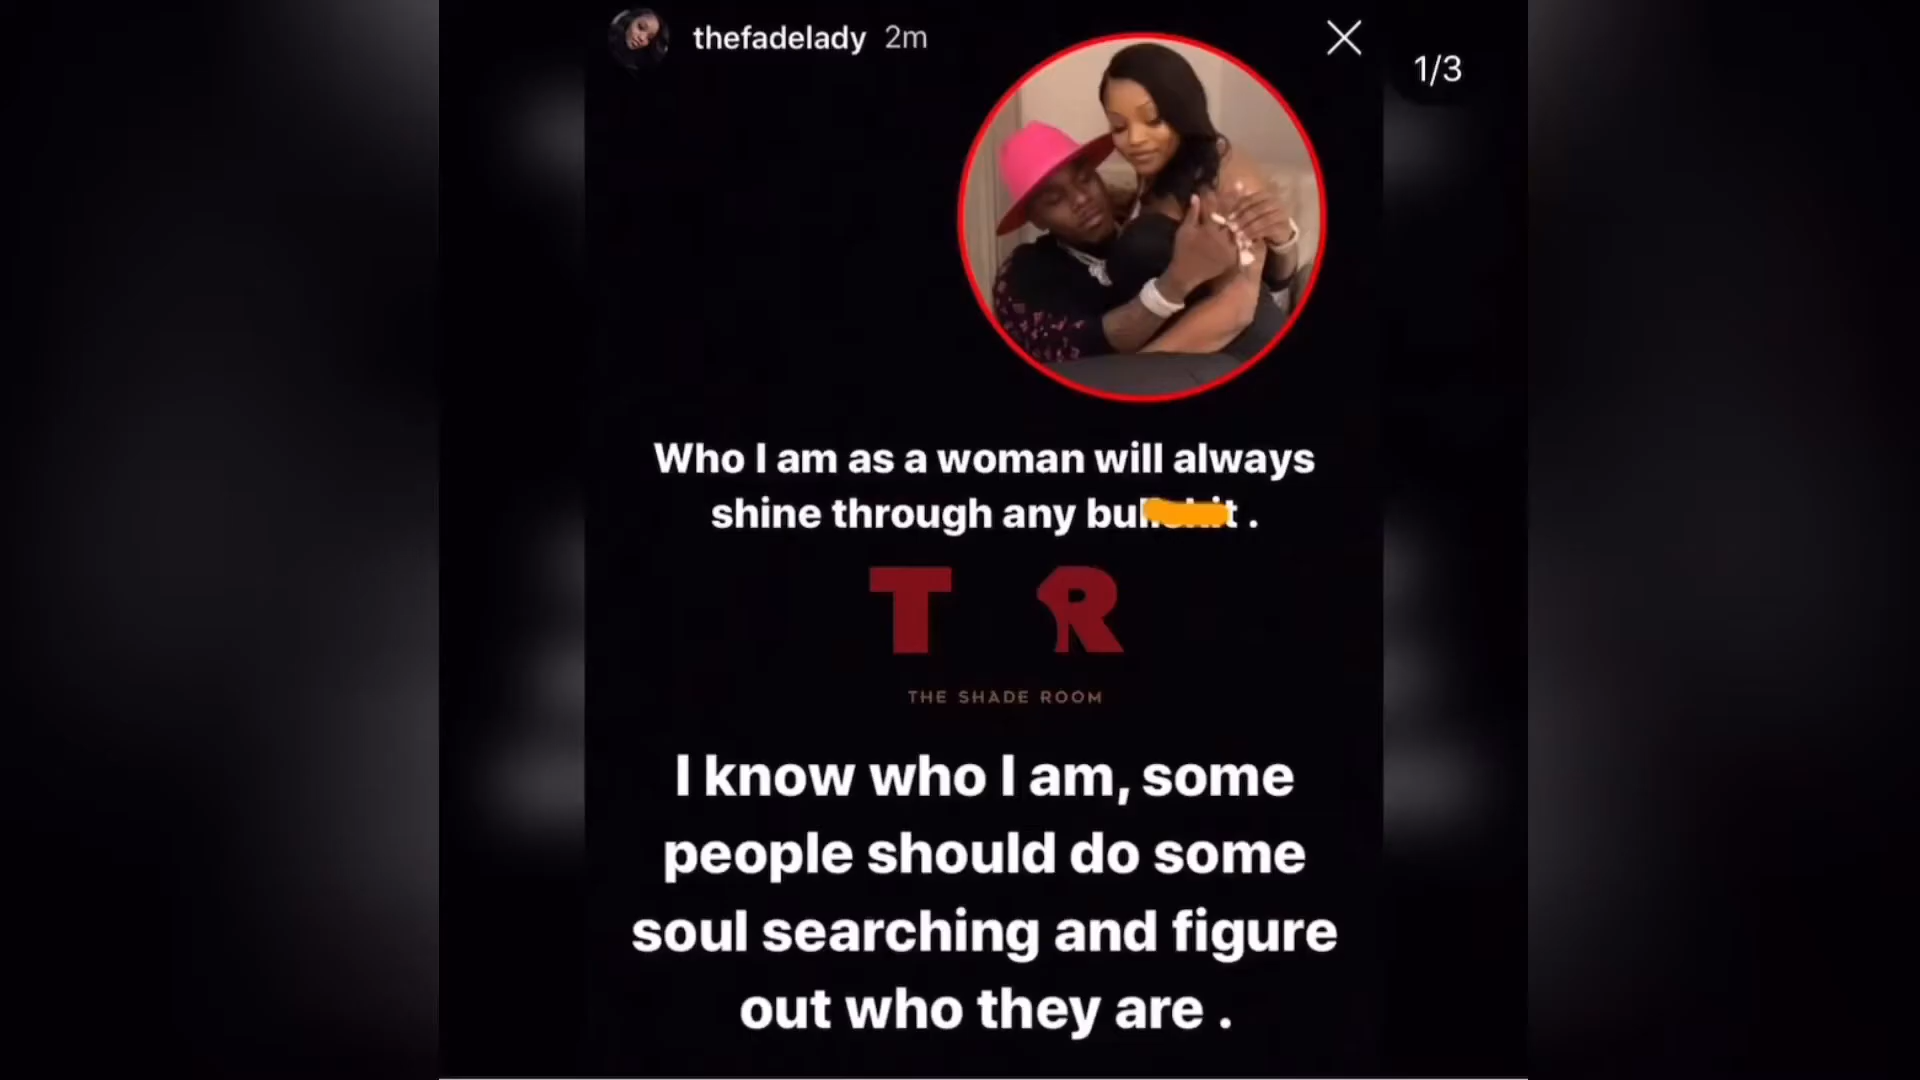 thefadelady 2m
1/3
Who I am as a woman will always
shine through any .
T R
THE SHADE ROOM
I know who I am, some
people should do some
soul searching and figure
out who they are .